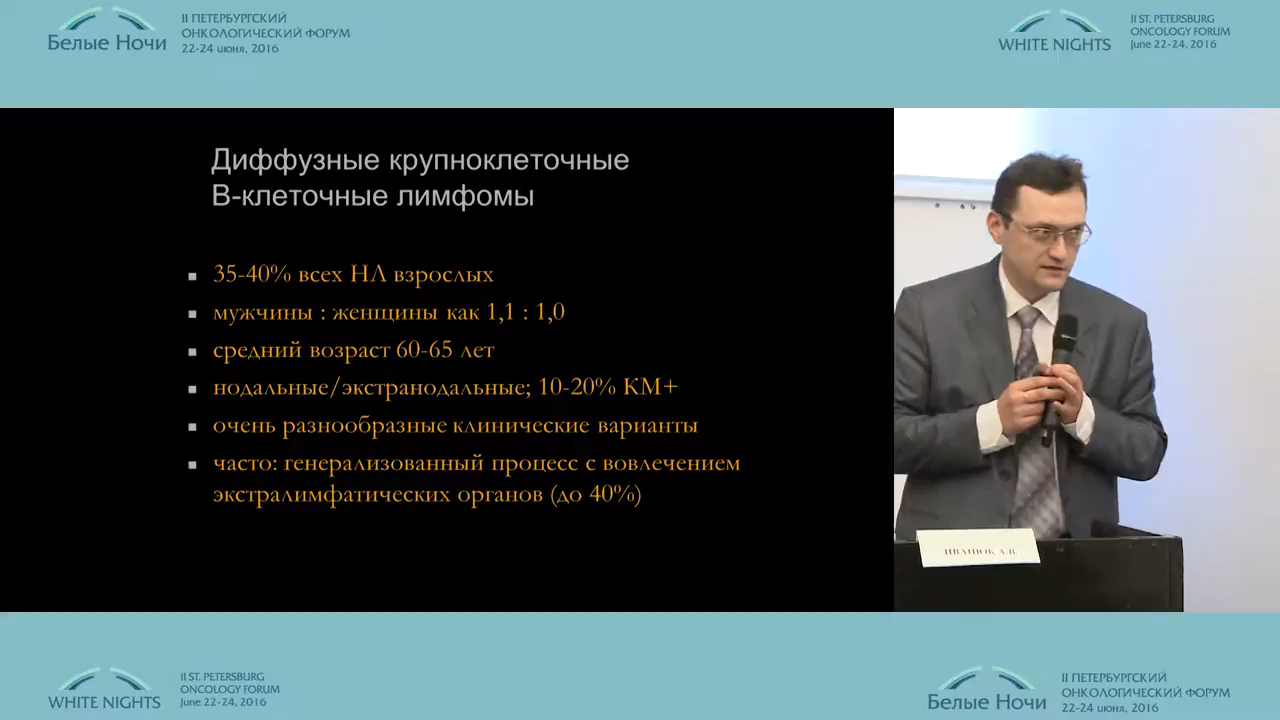 Белые Ночи
II ПЕТЕРБУРГСКИЙ
ОНКОЛОГИЧЕСКИЙ ФОРУМ
22-24 июня, 2016
WHITE NIGHTS
II ST. PETERSBURG
ONCOLOGY FORUM
June 22-24, 2016
Диффузные крупноклеточные
В-клеточные лимфомы
35-40% всех НЛ взрослых
мужчины : женщины как 1,1 : 1,0
средний возраст 60-65 лет
нодальные/экстранодальные; 10-20% КМ+
очень разнообразные клинические варианты
часто: генерализованный процесс с вовлечением
экстралимфатических органов (до 40%)
ИВАНЮК А.В.
WHITE NIGHTS
II ST. PETERSBURG
ONCOLOGY FORUM
June 22-24, 2016
Белые Ночи
II ПЕТЕРБУРГСКИЙ
ОНКОЛОГИЧЕСКИЙ ФОРУМ
22-24 июня, 2016